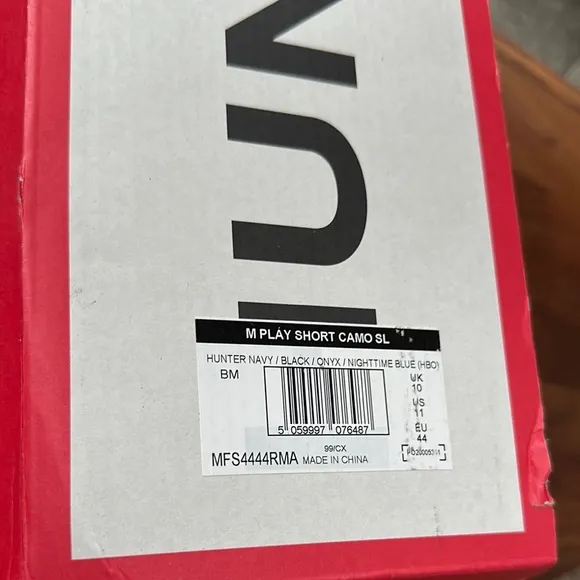 UN
M PLAY SHORT CAMO SL
HUNTER NAVY / BLACK / ONYX / NIGHTTIME BLUE (HBO)
BM
UK
10
US
11
EU
44
5 059997 076487
99/CX
MFS4444RMA MADE IN CHINA